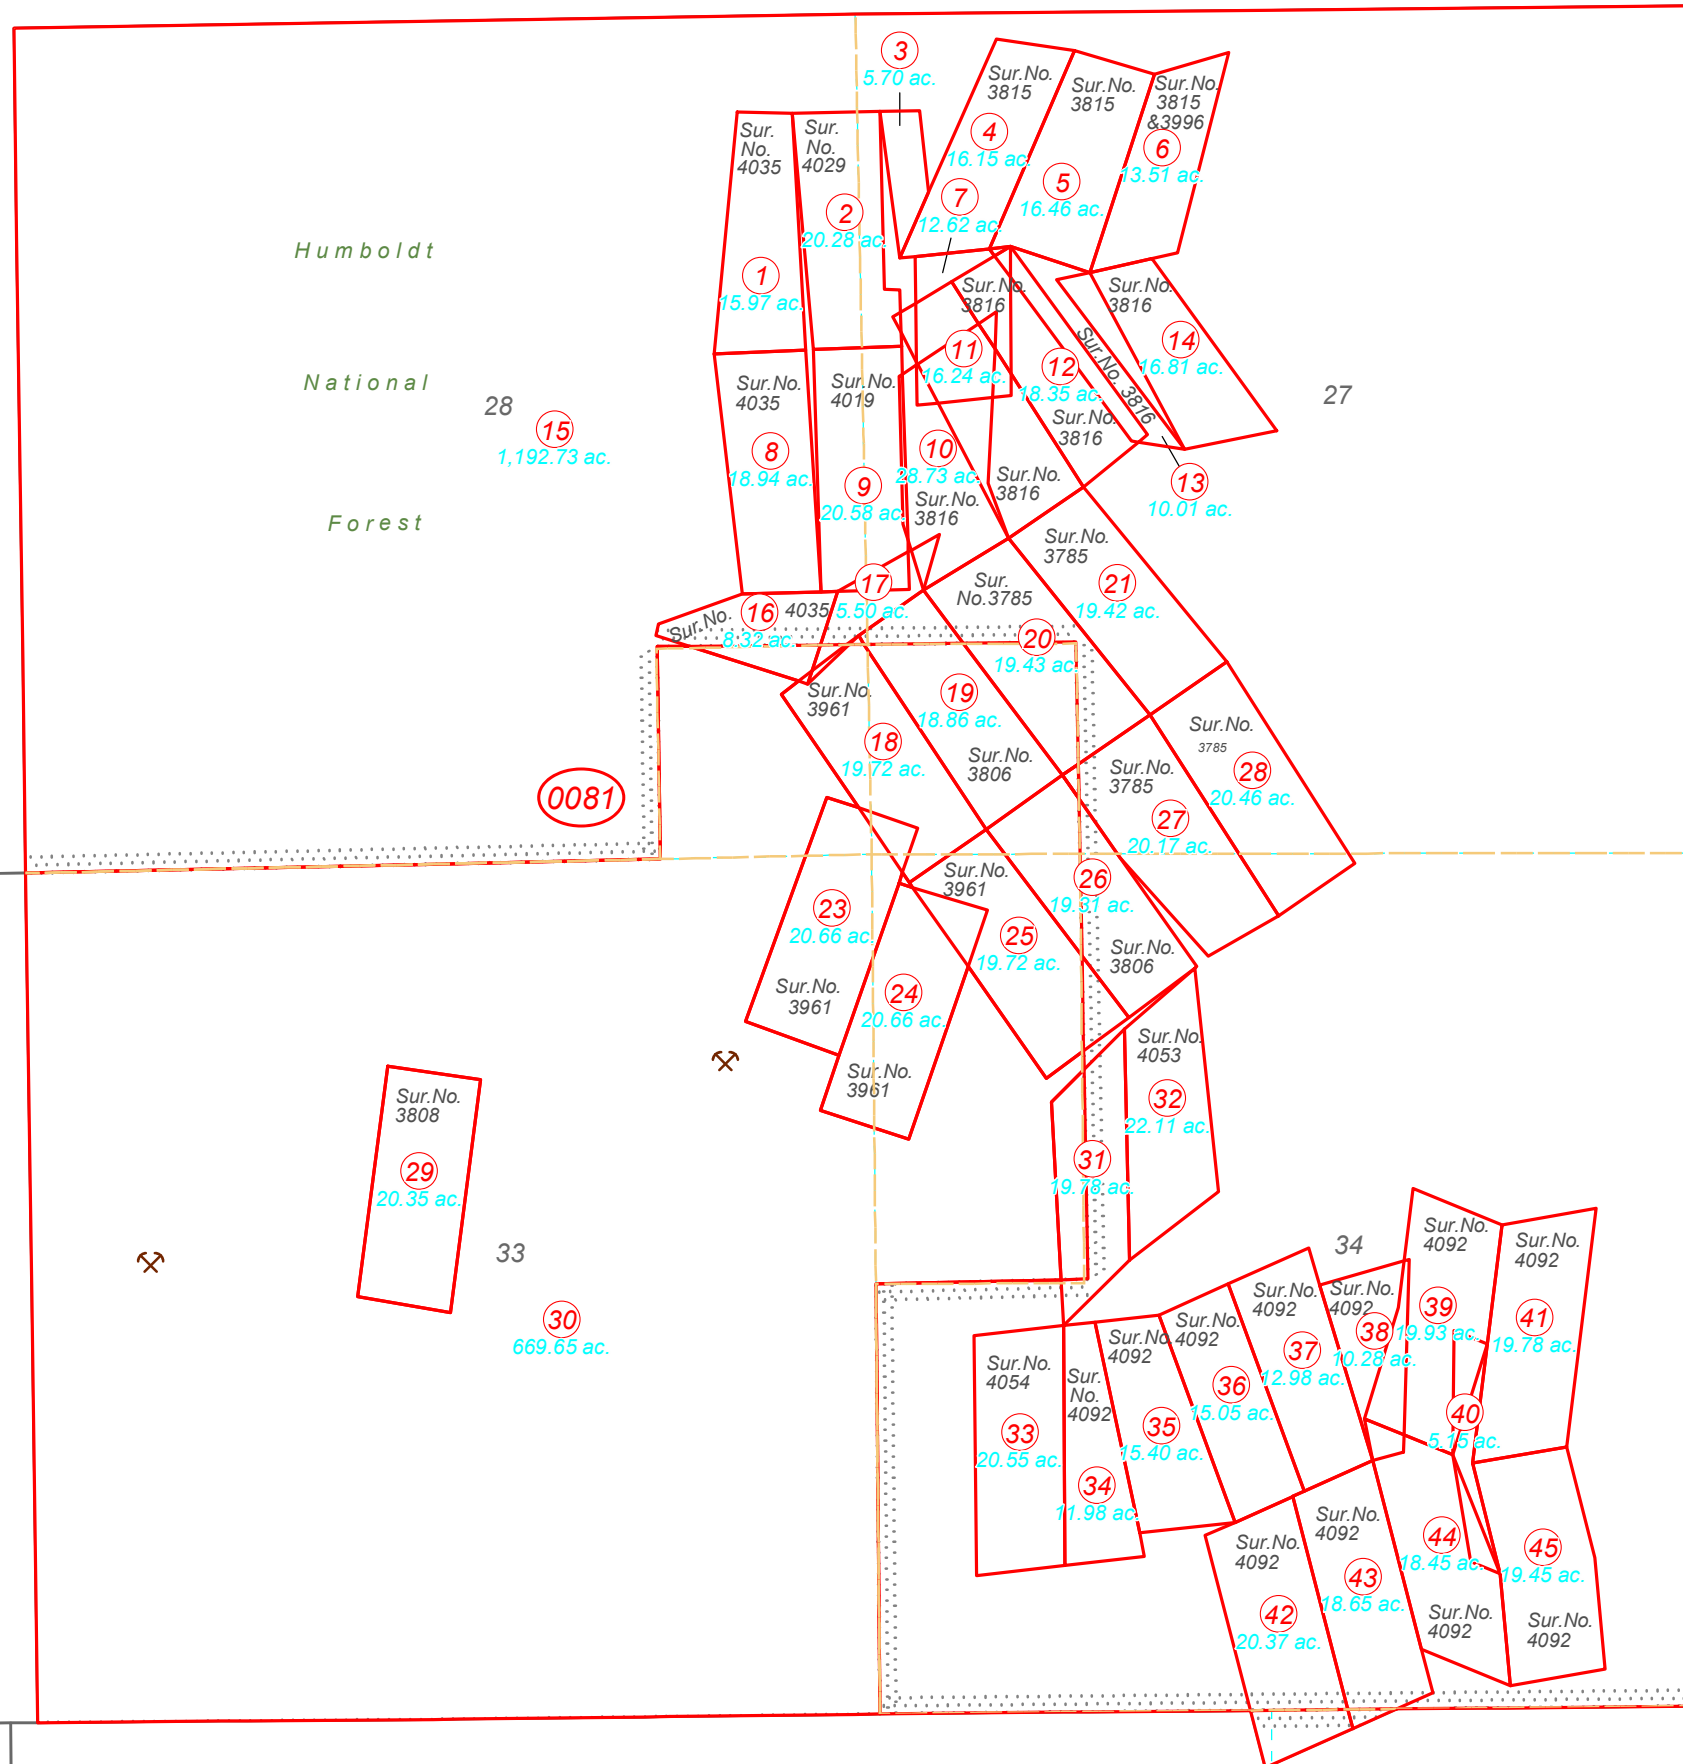 3
5.70 ac.
Sur.No.
3815
4
16.15 ac.
Sur.No.
3815
5
16.46 ac.
Sur.No.
3815
&3996
6
13.51 ac.
Sur.
No.
4035
1
15.97 ac.
Sur.
No.
4029
2
20.28 ac.
7
12.62 ac.
Humboldt
National
Forest
28
15
1,192.73 ac.
Sur.No.
3816
11
16.24 ac.
12
18.35 ac.
Sur.No.
3816
Sur.No. 3816
Sur.No.
3816
14
16.81 ac.
27
13
10.01 ac.
Sur.No.
4035
8
18.94 ac.
Sur.No.
4019
9
20.58 ac.
10
28.73 ac.
Sur.No.
3816
Sur.No.
3816
Sur.No.
3785
21
19.42 ac.
Sur.
No.3785
20
19.43 ac.
17
5.50 ac.
Sur.No.
16
4035
8.32 ac.
Sur.No.
3961
18
19.72 ac.
19
18.86 ac.
Sur.No.
3806
Sur.No.
3785
28
20.46 ac.
Sur.No.
3785
27
20.17 ac.
0081
23
20.66 ac.
Sur.No.
3961
Sur.No.
3961
25
19.72 ac.
26
19.31 ac.
Sur.No.
3806
24
20.66 ac.
Sur.No.
3961
Sur.No.
4053
32
22.11 ac.
31
19.78 ac.
Sur.No.
3808
29
20.35 ac.
33
30
669.65 ac.
34
Sur.No.
4054
33
20.55 ac.
Sur.
No.
4092
34
11.98 ac.
Sur.No.
4092
35
15.40 ac.
Sur.No.
4092
36
15.05 ac.
Sur.No.
4092
37
12.98 ac.
Sur.No.
4092
38
10.28 ac.
Sur.No.
4092
39
19.93 ac.
Sur.No.
4092
41
19.78 ac.
40
5.15 ac.
Sur.No.
4092
42
20.37 ac.
Sur.No.
4092
43
18.65 ac.
44
18.45 ac.
Sur.No.
4092
45
19.45 ac.
Sur.No.
4092